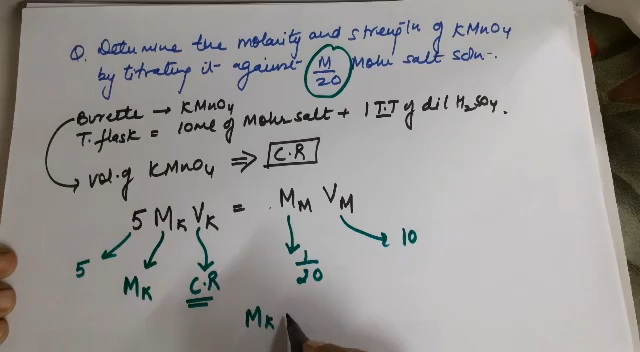 Q. Determine the molarity and strength of KMnO4
by titrating it against M/20 Mohr salt soln.
Burette → KMnO4
T. flask = 10ml of Mohr salt + 1 T.T of dil H2SO4.
vol. of KMnO4 ⇒ C.R
5 MK VK = MM VM
5 MK C.R 1/20 10
MK